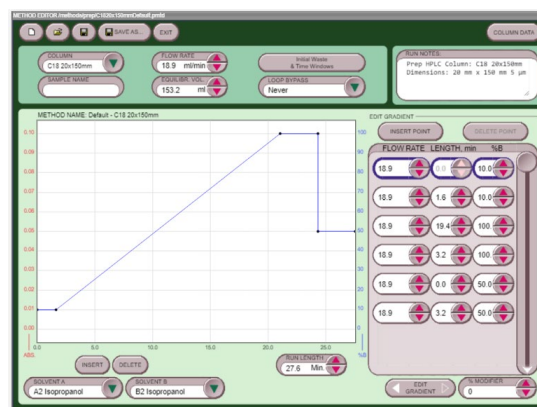 METHOD EDITOR /methods/prep/C1820x150mmDefault.pmtd
SAVE AS...
EXIT
COLUMN DATA
COLUMN
C18 20x150mm
FLOW RATE
18.9 ml/min
Initial Waste
& Time Windows
RUN NOTES:
Prep HPLC Column: C18 20x150mm
Dimensions: 20 mm x 150 mm 5 µm
SAMPLE NAME
EQUILIBR. VOL.
153.2 ml
LOOP BYPASS
Never
METHOD NAME: Default - C18 20x150mm
EDIT GRADIENT
INSERT POINT
DELETE POINT
FLOW RATE LENGTH, min %B
18.9 0.0 10.0
18.9 1.6 10.0
18.9 19.4 100.
18.9 3.2 100.
18.9 0.0 50.0
18.9 3.2 50.0
0.10
0.09
0.08
0.07
0.06
0.05
0.04
0.03
0.02
0.01
0.00
100
90
80
70
60
50
40
30
20
10
0
0.0 5.0 10.0 15.0 20.0 25.0
ABS.
%B
INSERT
DELETE
RUN LENGTH
27.6 Min.
SOLVENT A
A2 Isopropanol
SOLVENT B
B2 Isopropanol
EDIT
GRADIENT
% MODIFIER
0